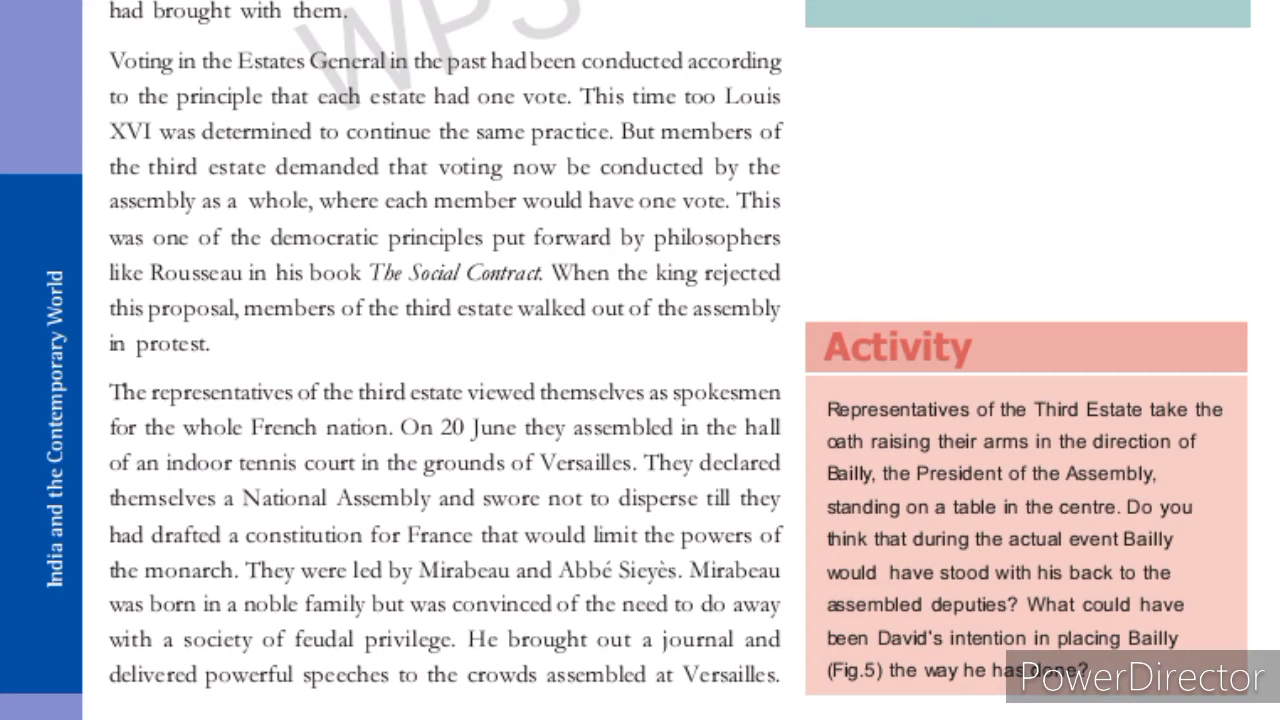 had brought with them.
WPS
Voting in the Estates General in the past had been conducted according
to the principle that each estate had one vote. This time too Louis
XVI was determined to continue the same practice. But members of
the third estate demanded that voting now be conducted by the
assembly as a whole, where each member would have one vote. This
was one of the democratic principles put forward by philosophers
like Rousseau in his book The Social Contract. When the king rejected
this proposal, members of the third estate walked out of the assembly
in protest.
The representatives of the third estate viewed themselves as spokesmen
for the whole French nation. On 20 June they assembled in the hall
of an indoor tennis court in the grounds of Versailles. They declared
themselves a National Assembly and swore not to disperse till they
had drafted a constitution for France that would limit the powers of
the monarch. They were led by Mirabeau and Abbé Sieyès. Mirabeau
was born in a noble family but was convinced of the need to do away
with a society of feudal privilege. He brought out a journal and
delivered powerful speeches to the crowds assembled at Versailles.
India and the Contemporary World
Activity
Representatives of the Third Estate take the
oath raising their arms in the direction of
Bailly, the President of the Assembly,
standing on a table in the centre. Do you
think that during the actual event Bailly
would have stood with his back to the
assembled deputies? What could have
been David's intention in placing Bailly
(Fig.5) the way he has done?
PowerDirector